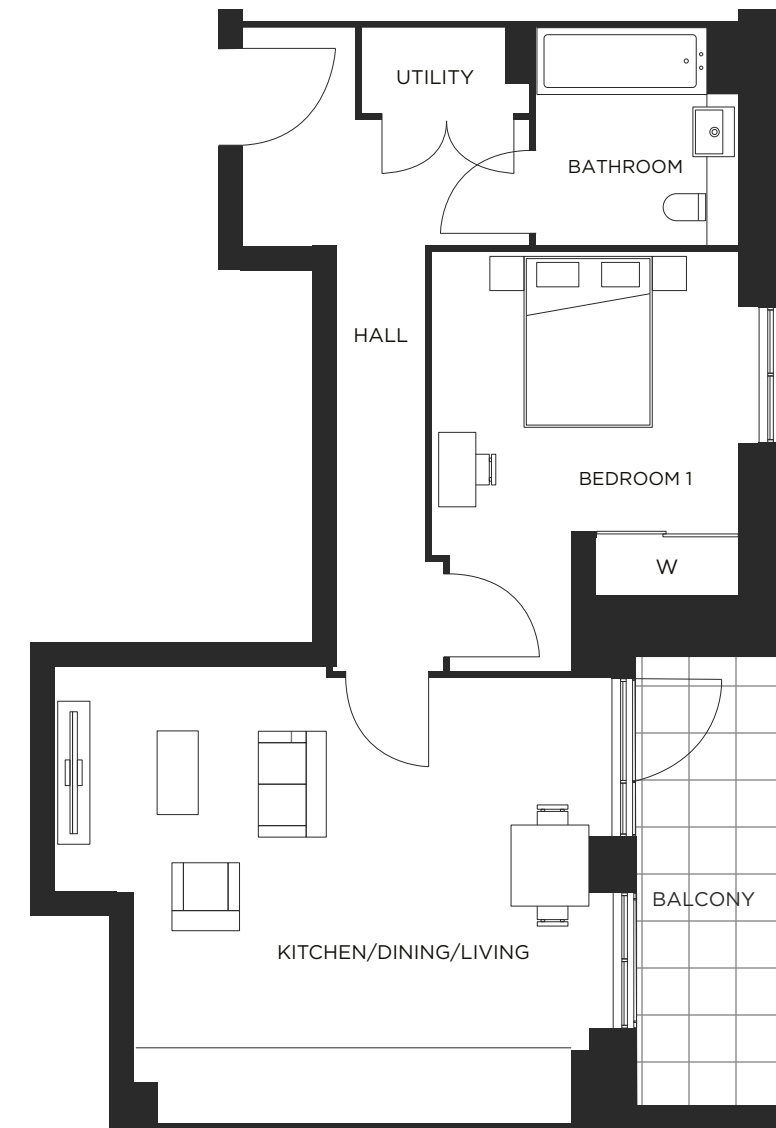 UTILITY
BATHROOM
HALL
BEDROOM 1
W
BALCONY
KITCHEN/DINING/LIVING